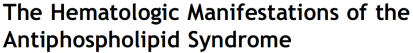 The Hematologic Manifestations of the
Antiphospholipid Syndrome